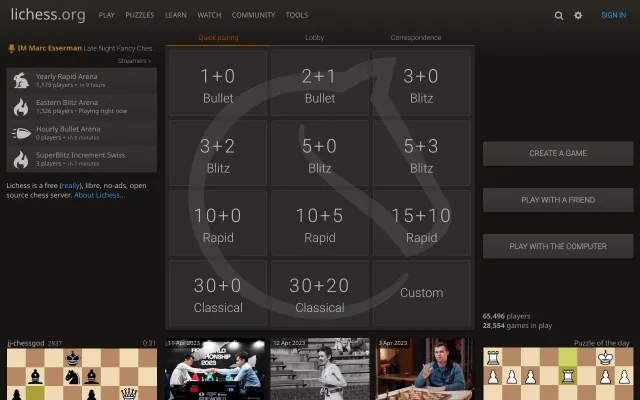 lichess.org PLAY PUZZLES LEARN WATCH COMMUNITY TOOLS SIGN IN
IM Marc Esserman Late Night Fancy Ches.
Streamers »
Yearly Rapid Arena
1,179 players • in 9 hours
Eastern Blitz Arena
1,326 players • Playing right now
Hourly Bullet Arena
0 players • in 6 minutes
SuperBlitz Increment Swiss
3 players • in 7 minutes
Lichess is a free (really), libre, no-ads, open
source chess server. About Lichess...
Quick pairing Lobby Correspondence
1+0
Bullet
2+1
Bullet
3+0
Blitz
3+2
Blitz
5+0
Blitz
5+3
Blitz
10+0
Rapid
10+5
Rapid
15+10
Rapid
30+0
Classical
30+20
Classical
Custom
CREATE A GAME
PLAY WITH A FRIEND
PLAY WITH THE COMPUTER
65,496 players
28,554 games in play
jj-chessgod 2837 0:31
11 Apr 2023
12 Apr 2023
3 Apr 2023
Puzzle of the day